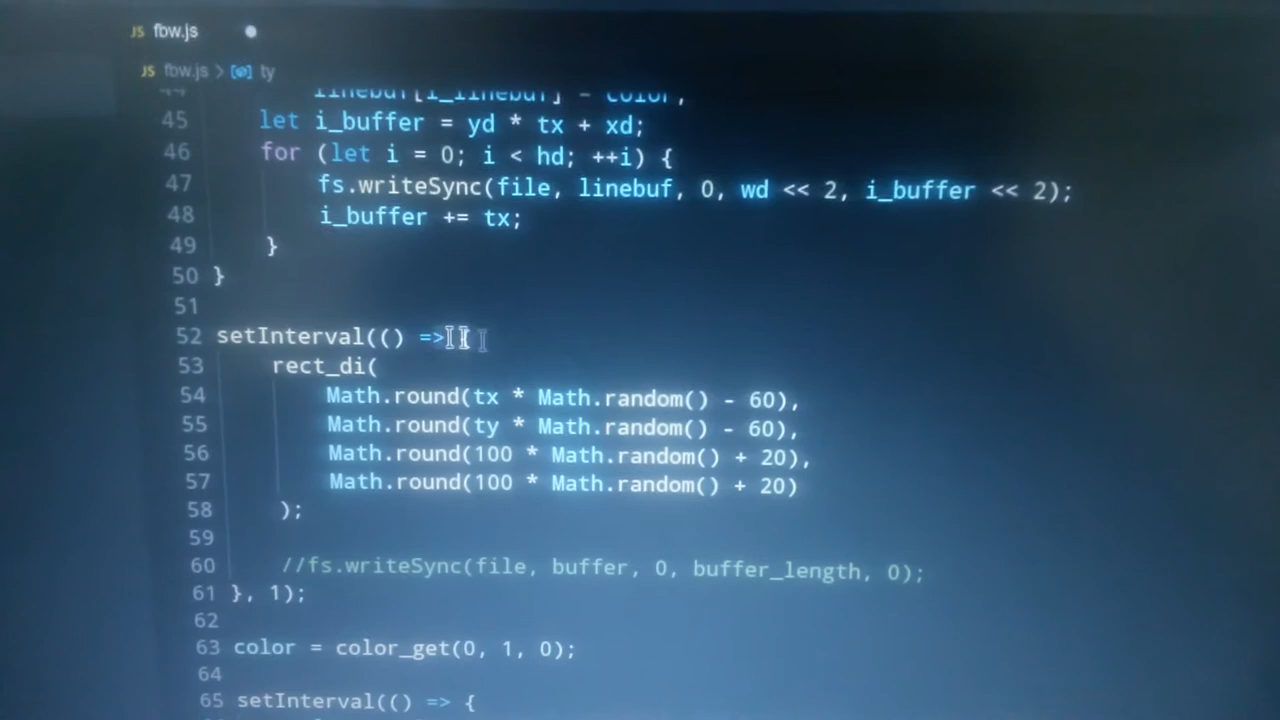 JS fbw.js
JS fbw.js > ty
44 linebuf[i_linebuf] = color;
45 let i_buffer = yd * tx + xd;
46 for (let i = 0; i < hd; ++i) {
47 fs.writeSync(file, linebuf, 0, wd << 2, i_buffer << 2);
48 i_buffer += tx;
49 }
50 }
51
52 setInterval(() =>
53 rect_di(
54 Math.round(tx * Math.random() - 60),
55 Math.round(ty * Math.random() - 60),
56 Math.round(100 * Math.random() + 20),
57 Math.round(100 * Math.random() + 20)
58 );
59
60 //fs.writeSync(file, buffer, 0, buffer_length, 0);
61 }, 1);
62
63 color = color_get(0, 1, 0);
64
65 setInterval(() => {